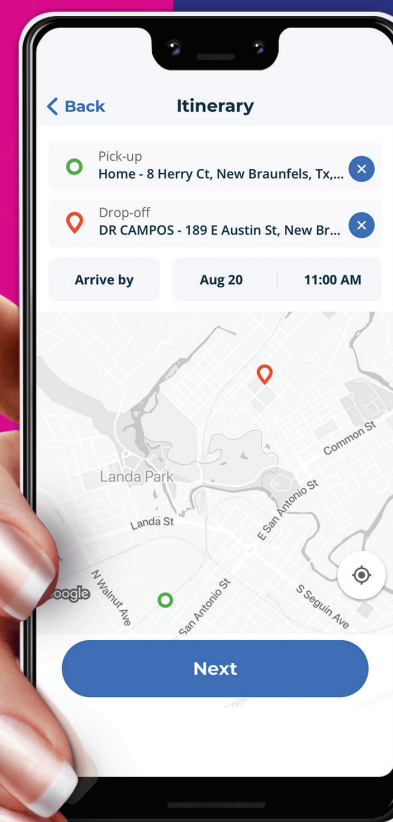 Back
Itinerary
Pick-up
Home - 8 Herry Ct, New Braunfels, Tx,...
Drop-off
DR CAMPOS - 189 E Austin St, New Br...
Arrive by
Aug 20
11:00 AM
Common St
Landa Park
E San Antonio St
Landa St
N Walnut Ave
S Seguin Ave
San Antonio St
oogle
Next